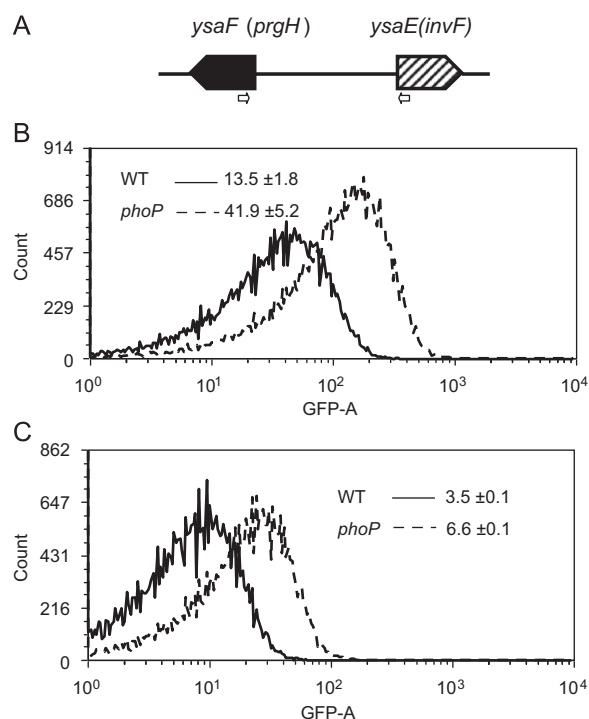 A
ysaF (prgH) ysaE(invF)
B
914
686
457
229
0
Count
WT 13.5 ±1.8
phoP 41.9 ±5.2
10^0 10^1 10^2 10^3 10^4
GFP-A
C
862
647
431
216
0
Count
WT 3.5 ±0.1
phoP 6.6 ±0.1
10^0 10^1 10^2 10^3 10^4
GFP-A